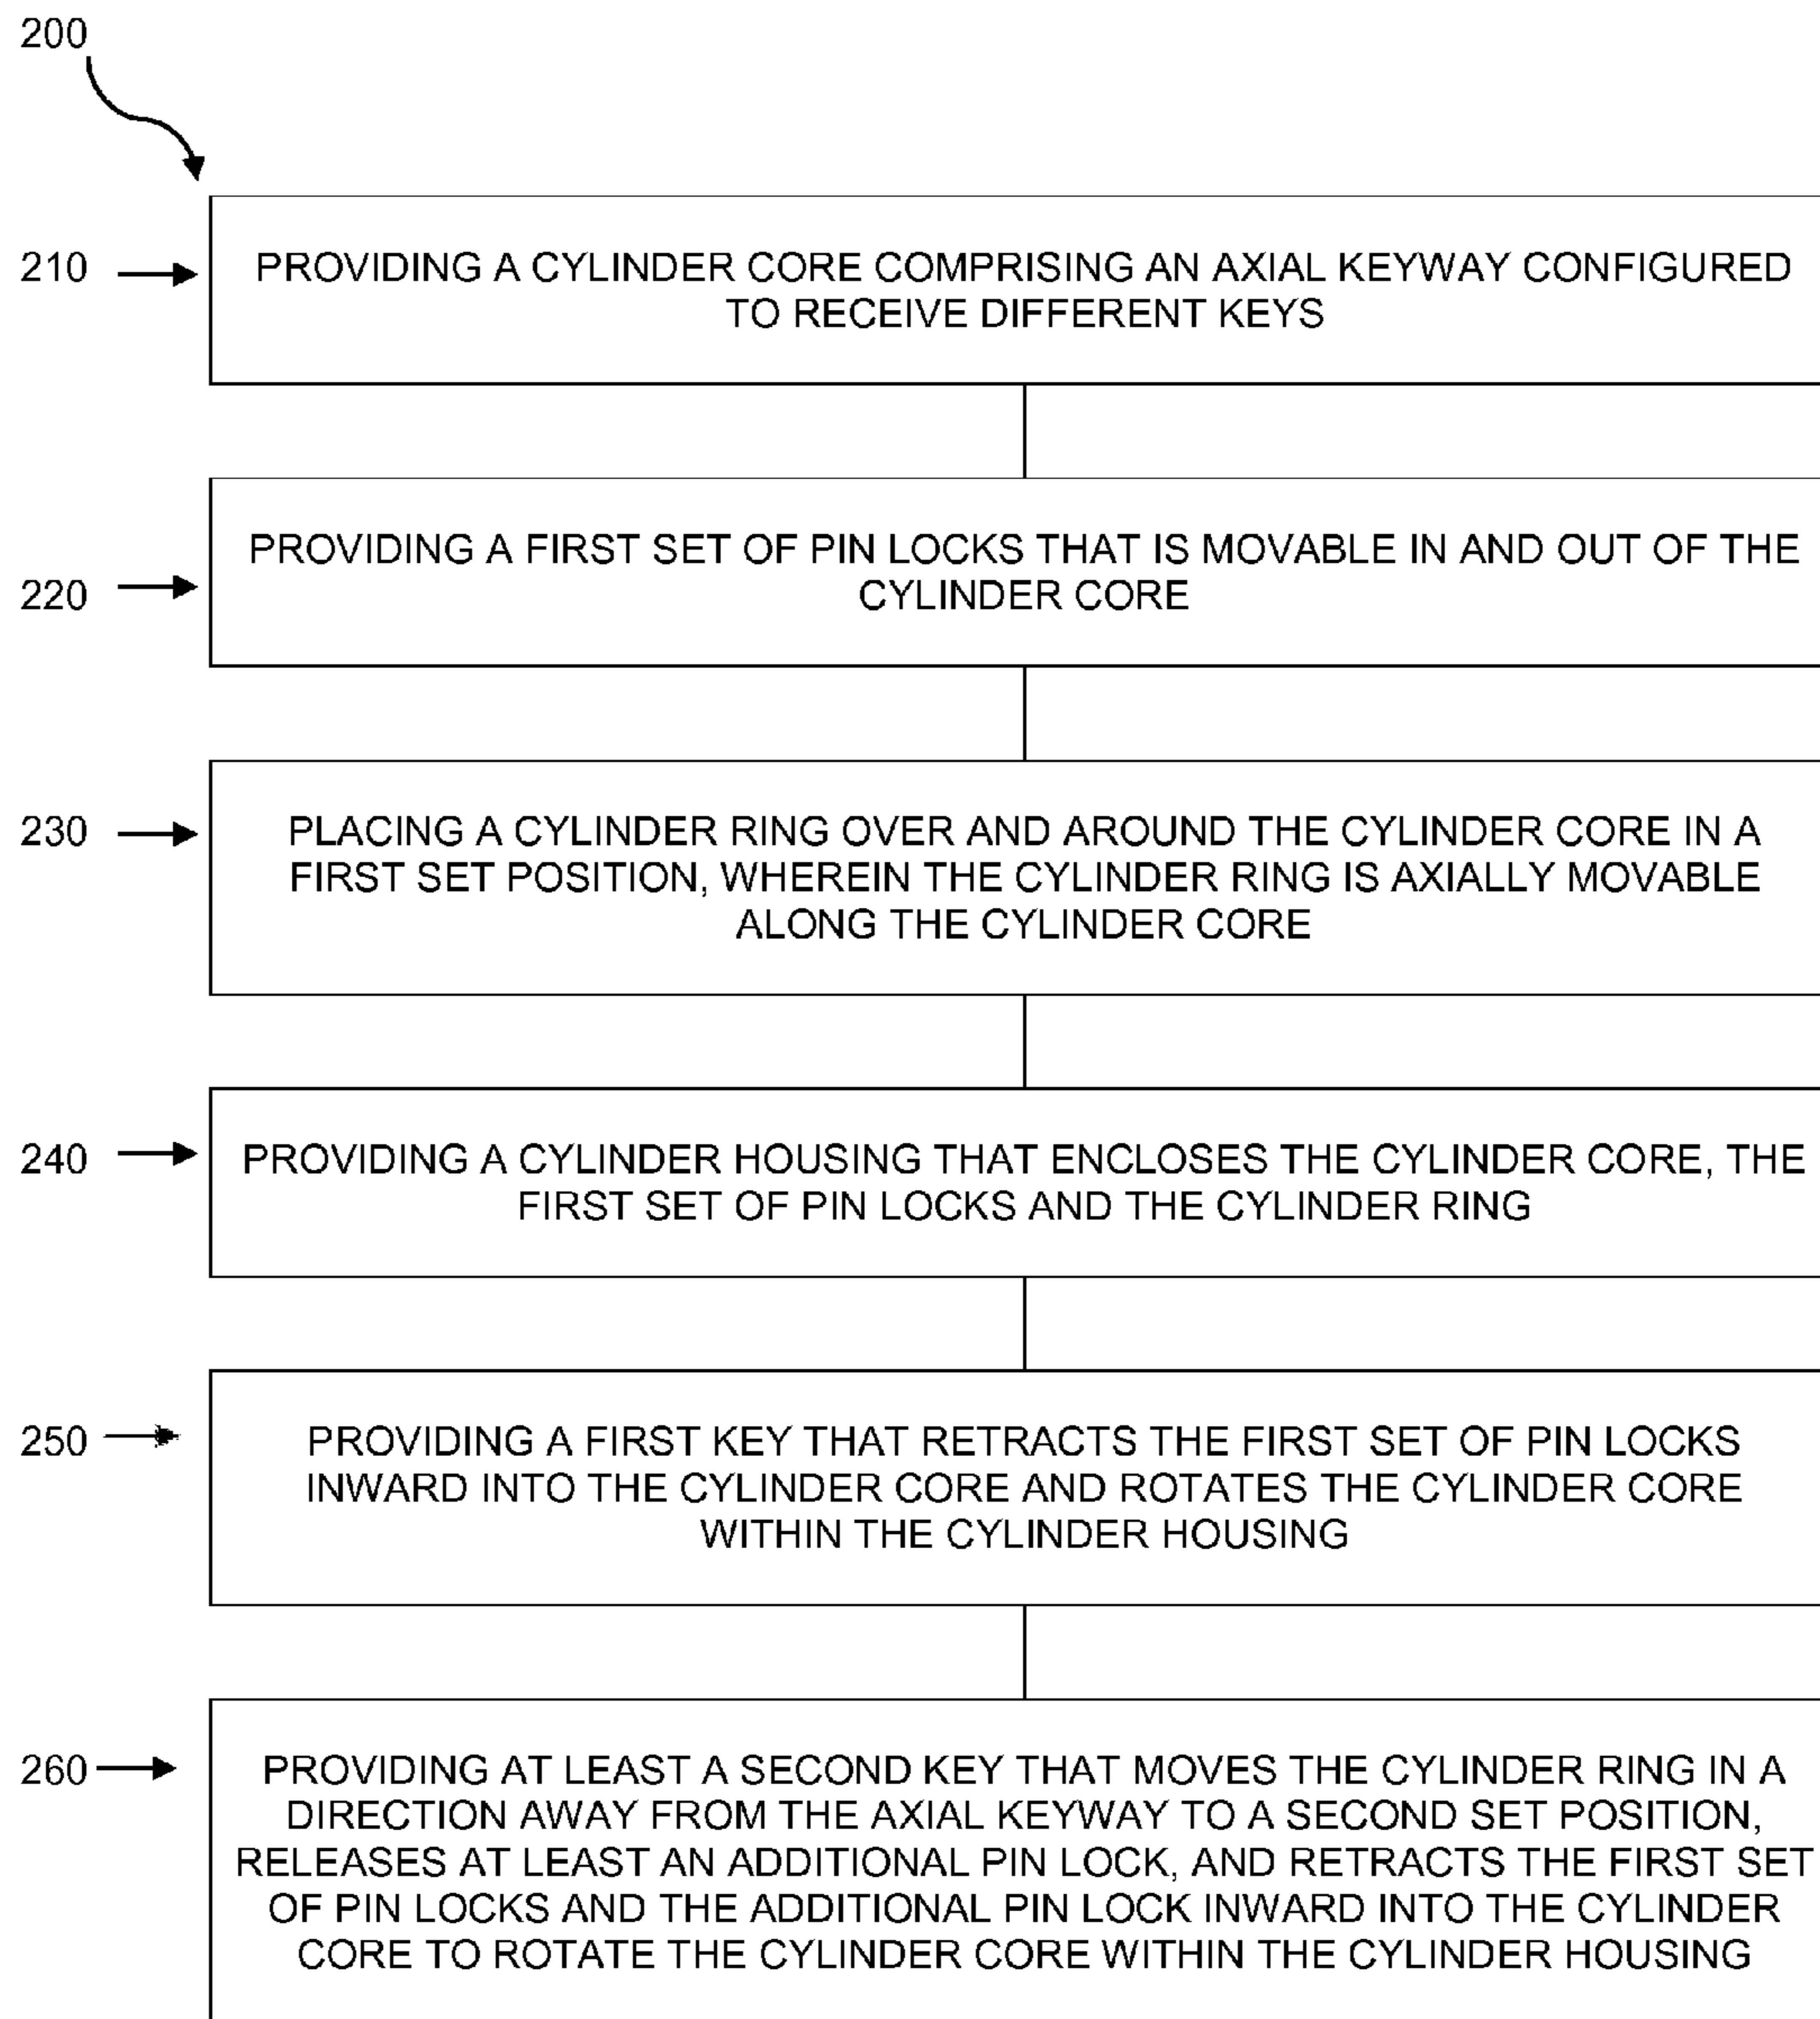 200
210
PROVIDING A CYLINDER CORE COMPRISING AN AXIAL KEYWAY CONFIGURED
TO RECEIVE DIFFERENT KEYS
220
PROVIDING A FIRST SET OF PIN LOCKS THAT IS MOVABLE IN AND OUT OF THE
CYLINDER CORE
230
PLACING A CYLINDER RING OVER AND AROUND THE CYLINDER CORE IN A
FIRST SET POSITION, WHEREIN THE CYLINDER RING IS AXIALLY MOVABLE
ALONG THE CYLINDER CORE
240
PROVIDING A CYLINDER HOUSING THAT ENCLOSES THE CYLINDER CORE, THE
FIRST SET OF PIN LOCKS AND THE CYLINDER RING
250
PROVIDING A FIRST KEY THAT RETRACTS THE FIRST SET OF PIN LOCKS
INWARD INTO THE CYLINDER CORE AND ROTATES THE CYLINDER CORE
WITHIN THE CYLINDER HOUSING
260
PROVIDING AT LEAST A SECOND KEY THAT MOVES THE CYLINDER RING IN A
DIRECTION AWAY FROM THE AXIAL KEYWAY TO A SECOND SET POSITION,
RELEASES AT LEAST AN ADDITIONAL PIN LOCK, AND RETRACTS THE FIRST SET
OF PIN LOCKS AND THE ADDITIONAL PIN LOCK INWARD INTO THE CYLINDER
CORE TO ROTATE THE CYLINDER CORE WITHIN THE CYLINDER HOUSING